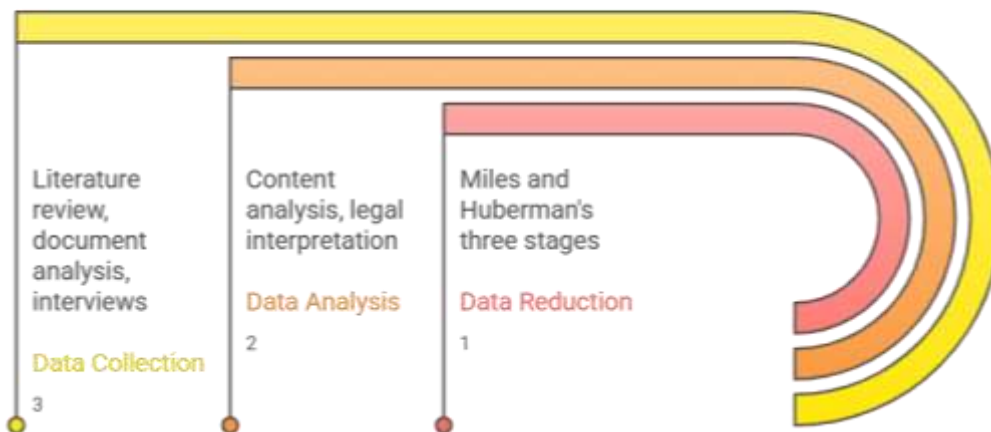 Literature
review,
document
analysis,
interviews
Data Collection
3
Content
analysis, legal
interpretation
Data Analysis
2
Miles and
Huberman's
three stages
Data Reduction
1